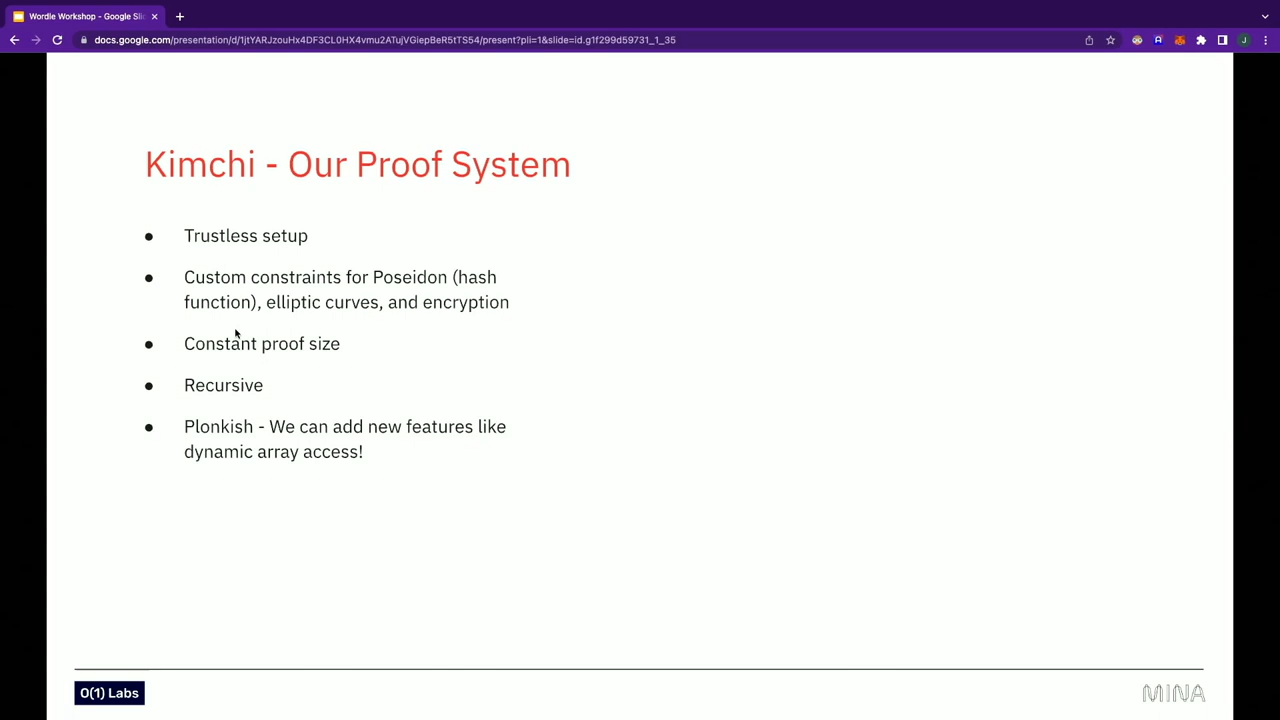 Wordle Workshop - Google Slid
docs.google.com/presentation/d/1jtYARJzouHx4DF3CL0HX4vmu2ATujVGiepBeR5tTS54/present?pli=1&slide=id.g1f299d59731_1_35
J
Kimchi - Our Proof System
● Trustless setup
● Custom constraints for Poseidon (hash
function), elliptic curves, and encryption
● Constant proof size
● Recursive
● Plonkish - We can add new features like
dynamic array access!
O(1) Labs
MINA